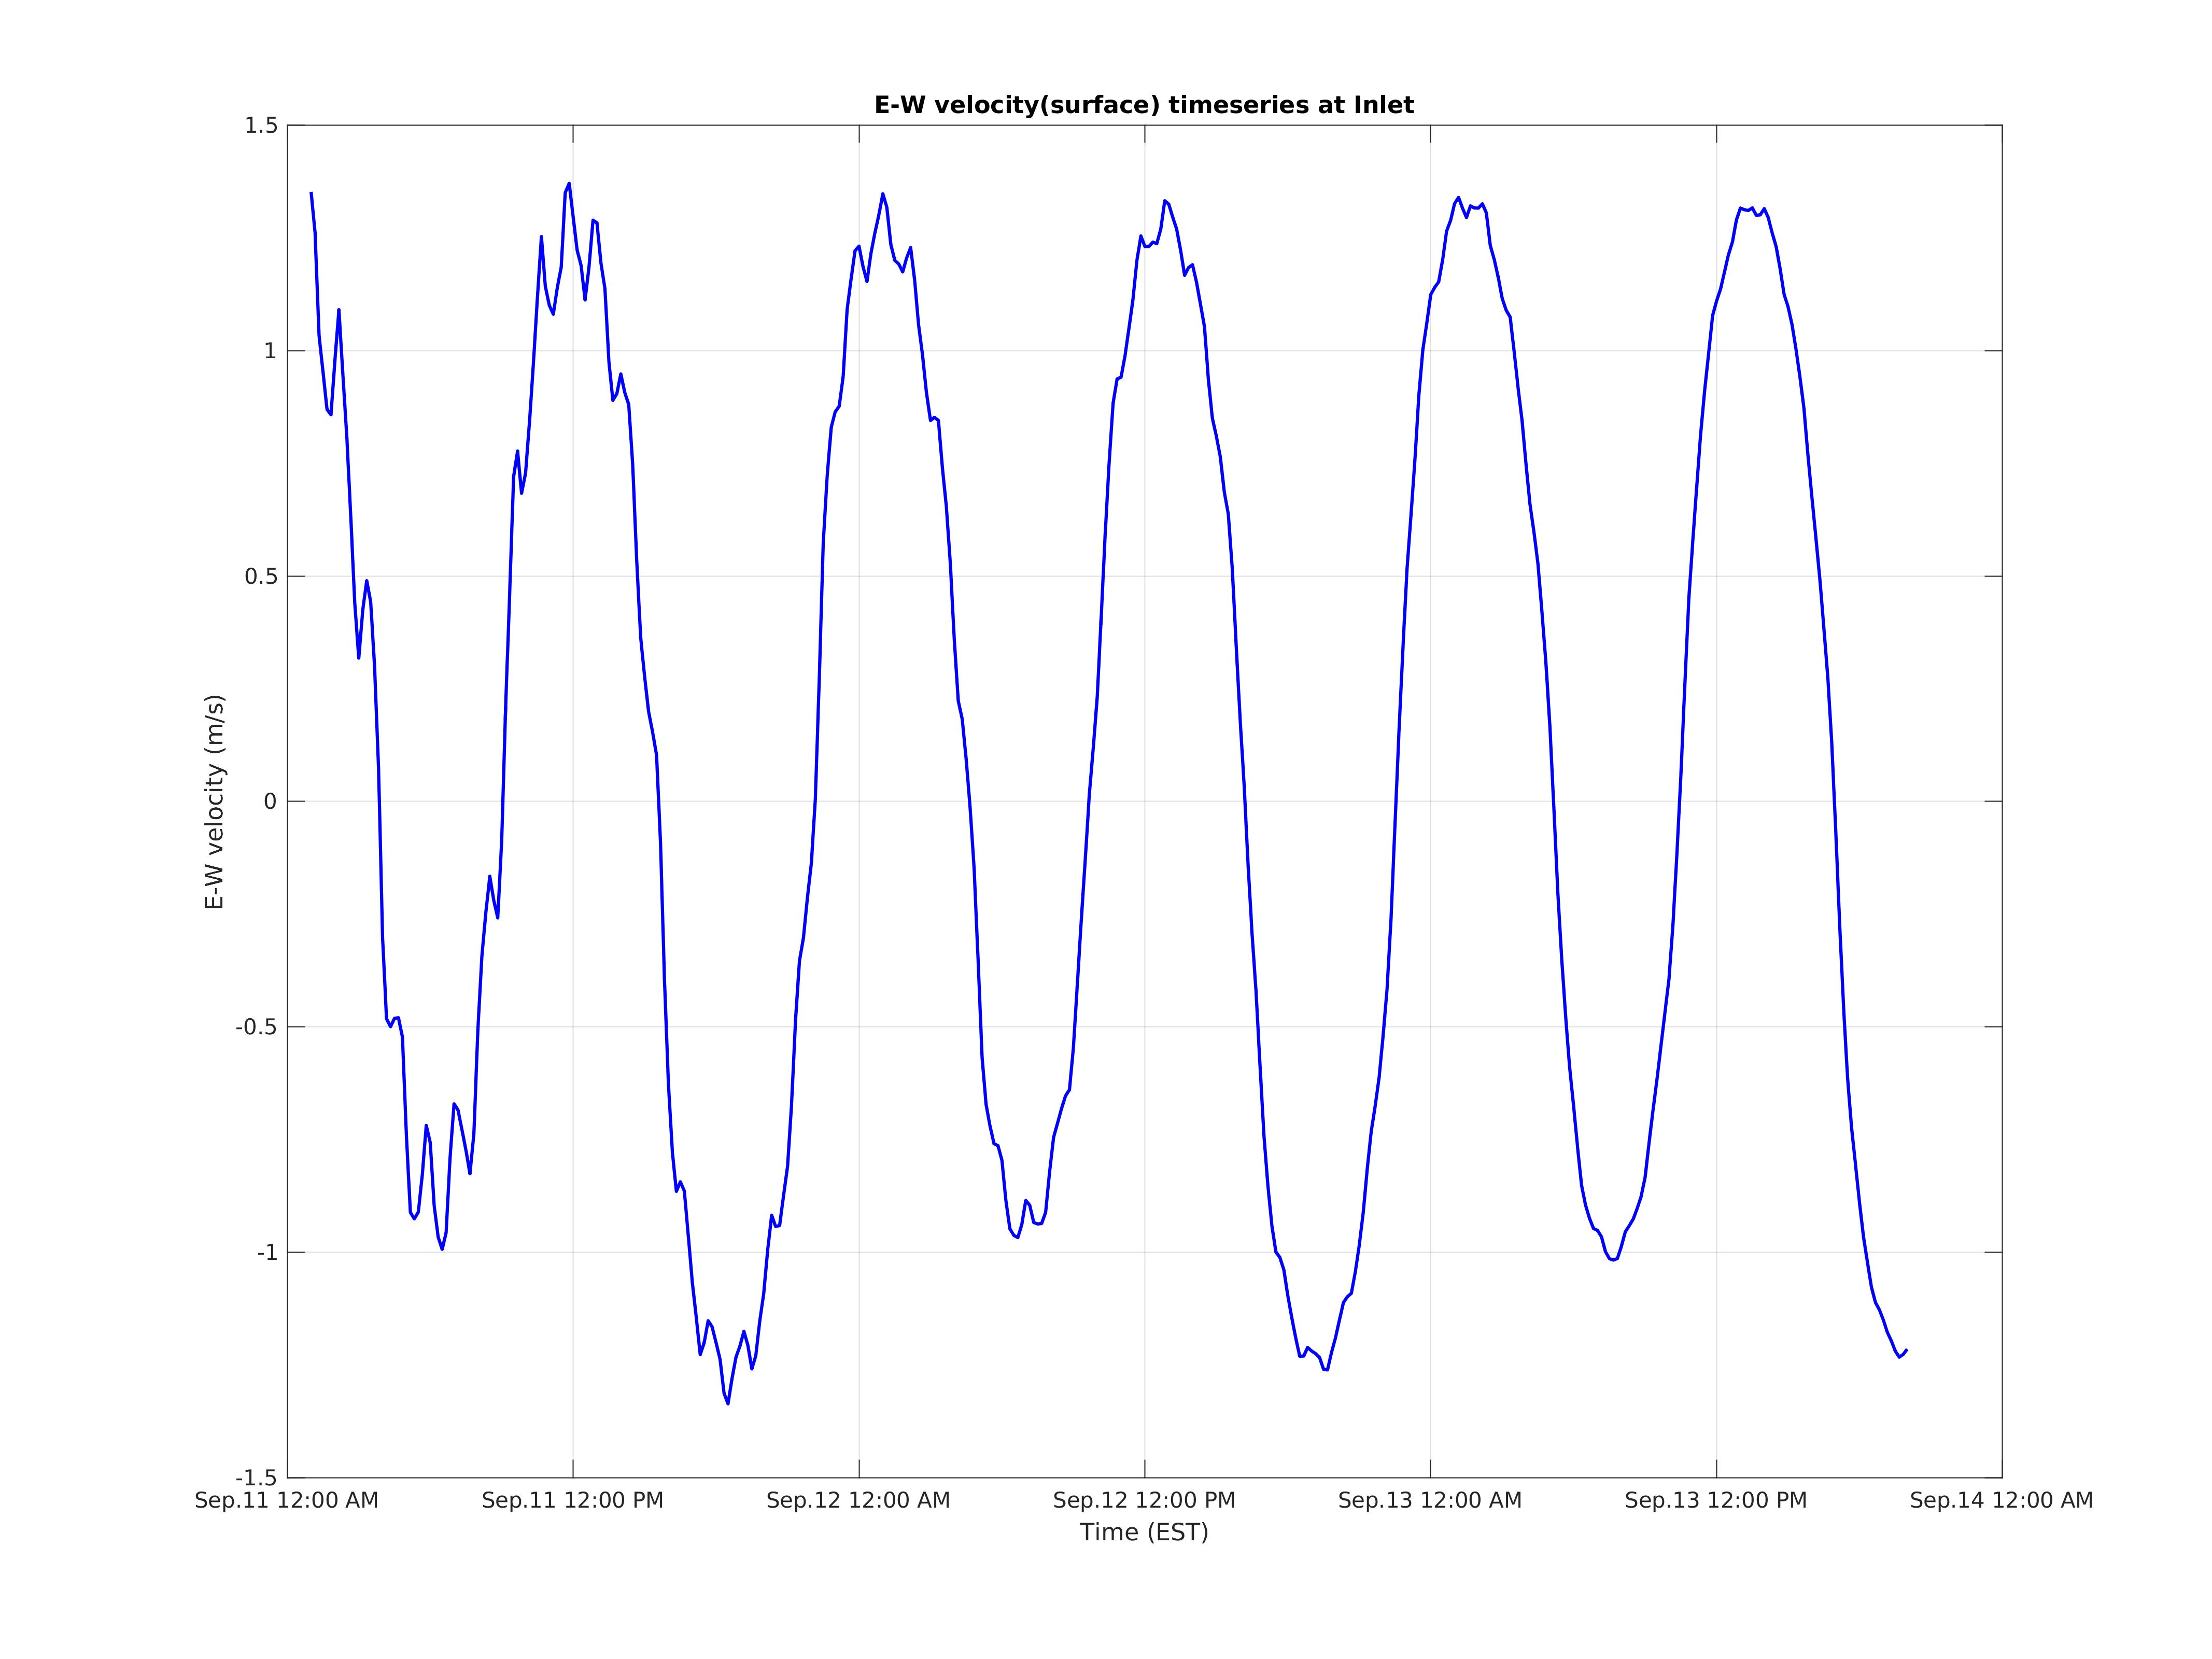 E-W velocity(surface) timeseries at Inlet
1.5
1
0.5
0
-0.5
-1
-1.5
E-W velocity (m/s)
Sep.11 12:00 AM
Sep.11 12:00 PM
Sep.12 12:00 AM
Sep.12 12:00 PM
Sep.13 12:00 AM
Sep.13 12:00 PM
Sep.14 12:00 AM
Time (EST)